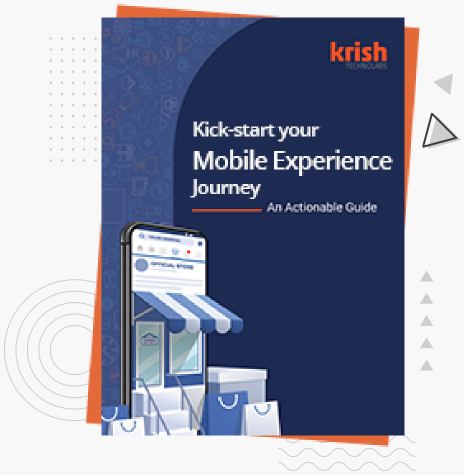 krish
TECHNOLABS
Kick-start your
Mobile Experience
Journey
An Actionable Guide
OFFICIAL STORE